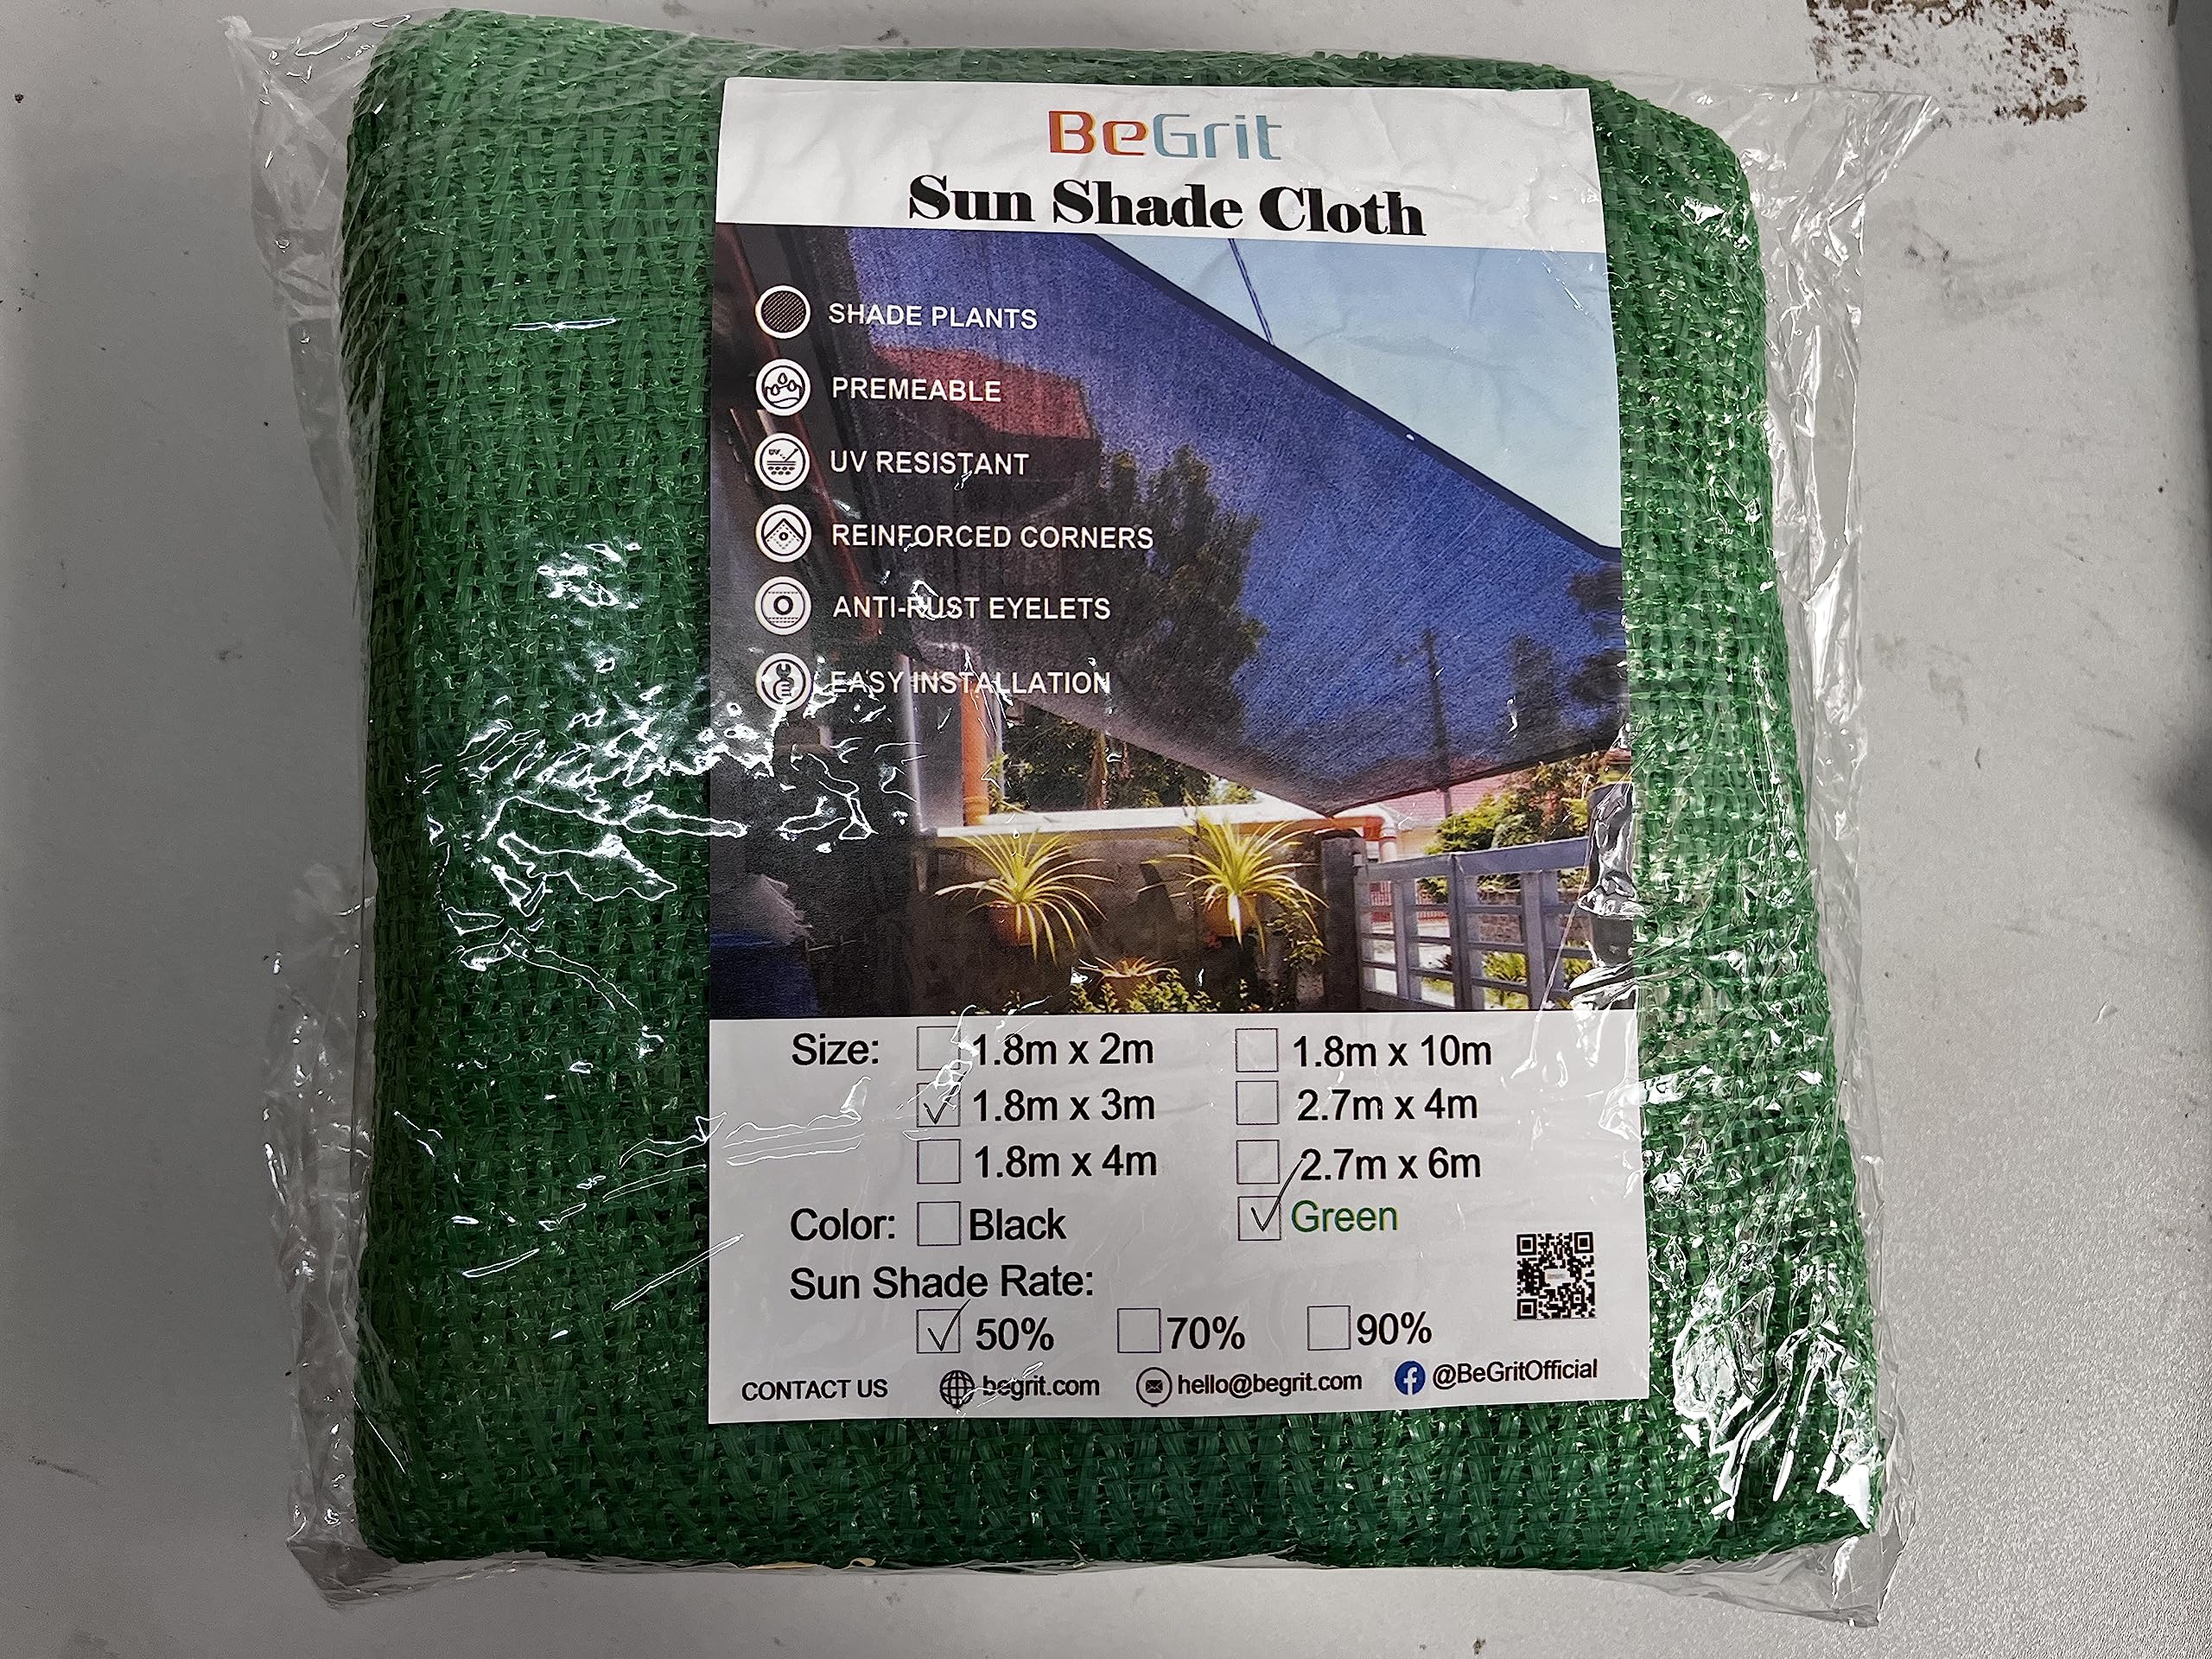 BeGrit
Sun Shade Cloth
SHADE PLANTS
PREMEABLE
UV RESISTANT
REINFORCED CORNERS
ANTI-RUST EYELETS
EASY INSTALLATION
Size: 1.8m x 2m 1.8m x 10m
1.8m x 3m 2.7m x 4m
1.8m x 4m 2.7m x 6m
Color: Black Green
Sun Shade Rate:
50% 70% 90%
CONTACT US begrit.com hello@begrit.com @BeGritOfficial